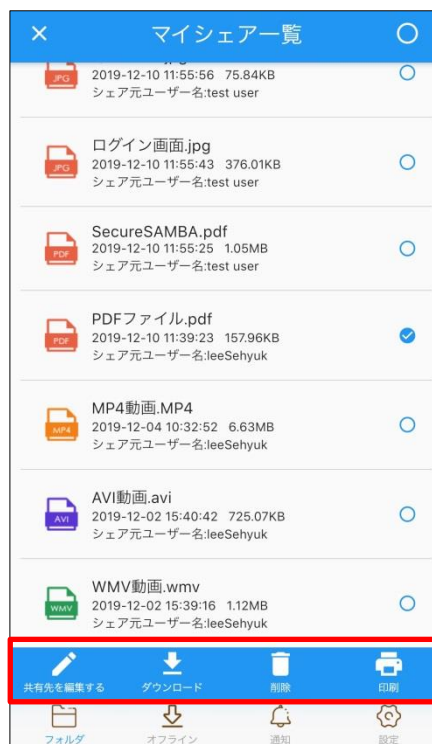 マイシェア一覧
JPG
2019-12-10 11:55:56 75.84KB
シェア元ユーザー名:test user
ログイン画面.jpg
JPG
2019-12-10 11:55:43 376.01KB
シェア元ユーザー名:test user
SecureSAMBA.pdf
PDF
2019-12-10 11:55:25 1.05MB
シェア元ユーザー名:test user
PDFファイル.pdf
PDF
2019-12-10 11:39:23 157.96KB
シェア元ユーザー名:leeSehyuk
MP4動画.MP4
MP4
2019-12-04 10:32:52 6.63MB
シェア元ユーザー名:leeSehyuk
AVI動画.avi
AVI
2019-12-02 15:40:42 725.07KB
シェア元ユーザー名:leeSehyuk
WMV動画.wmv
WMV
2019-12-02 15:39:16 1.12MB
シェア元ユーザー名:leeSehyuk
共有先を編集する ダウンロード 削除 印刷
フォルダ オフライン 通知 設定